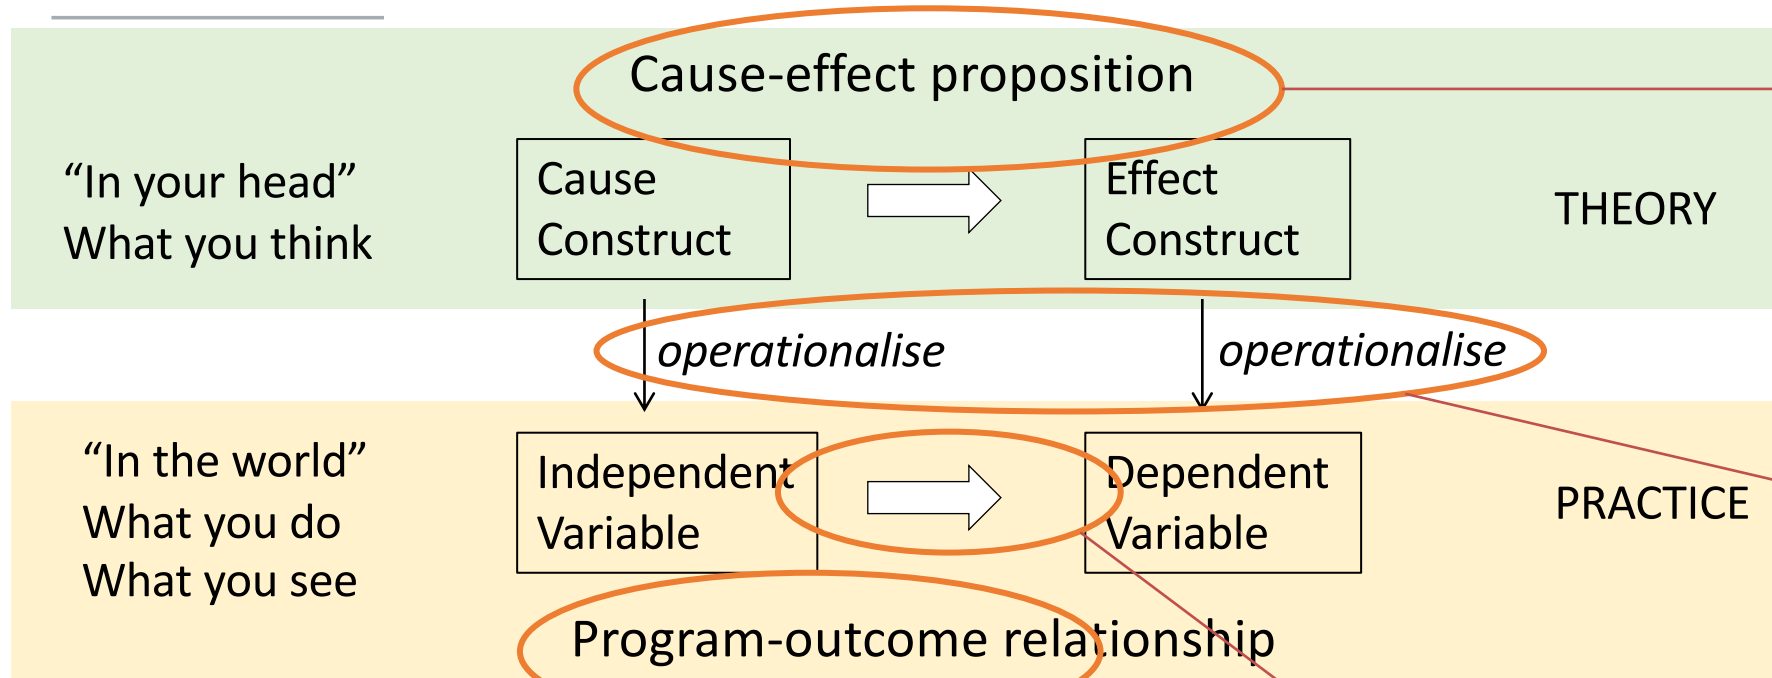 Cause-effect proposition
“In your head”
What you think
Cause
Construct
Effect
Construct
THEORY
operationalise
operationalise
“In the world”
What you do
What you see
Independent
Variable
Dependent
Variable
PRACTICE
Program-outcome relationship